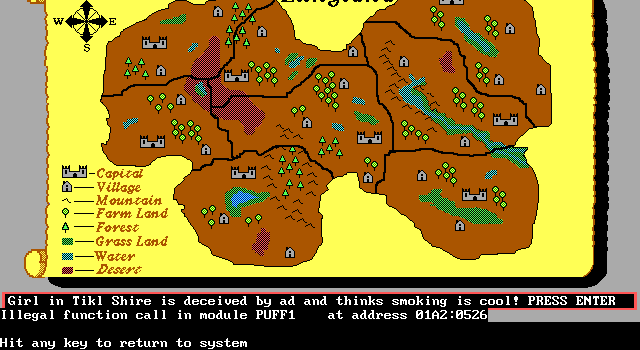 W E
S
Capital
Village
Mountain
Farm Land
Forest
Grass Land
Water
Desert
Girl in Tikl Shire is deceived by ad and thinks smoking is cool! PRESS ENTER
Illegal function call in module PUFF1    at address 01A2:0526
Hit any key to return to system